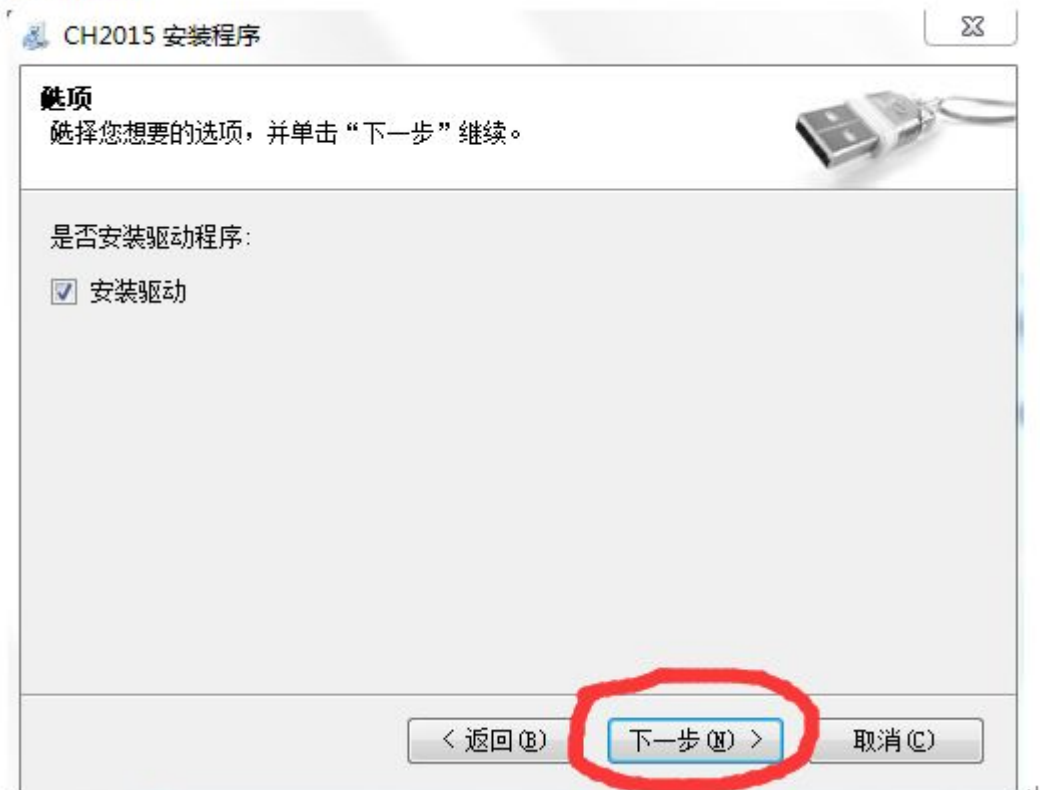 CH2015 安装程序
选项
选择您想要的选项，并单击“下一步”继续。
是否安装驱动程序:
安装驱动
< 返回(B)
下一步(N) >
取消(C)